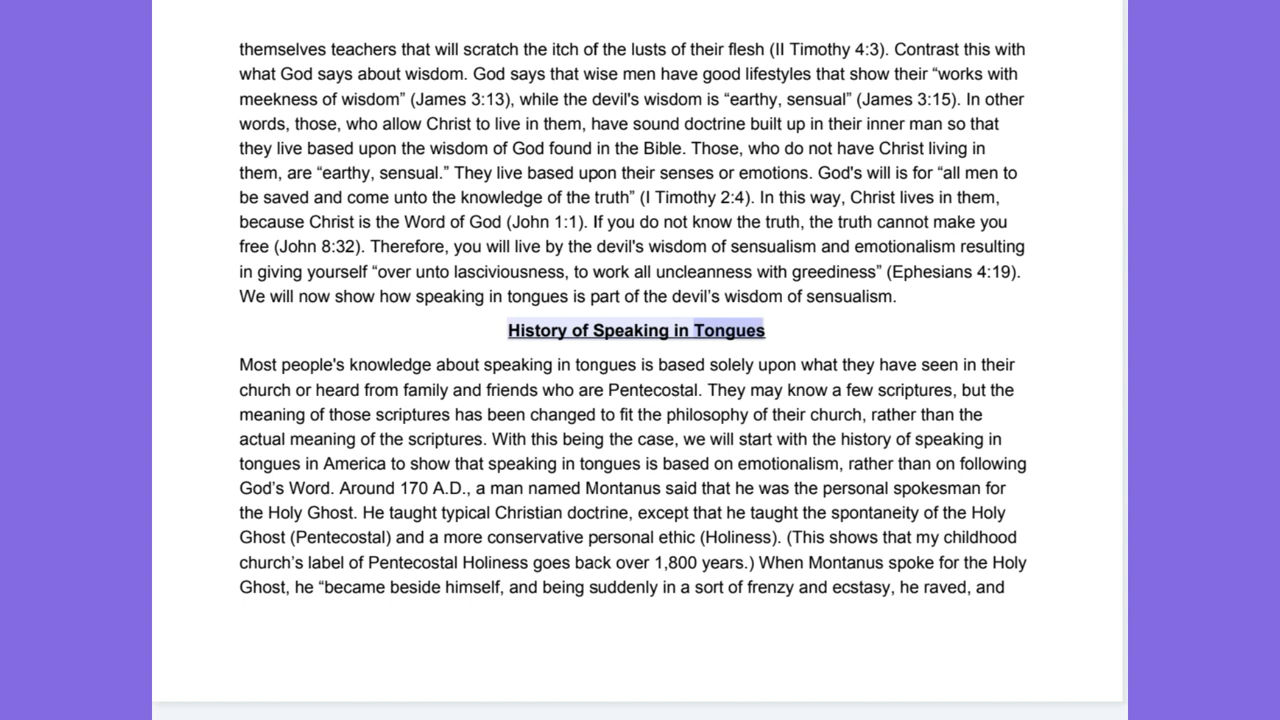 themselves teachers that will scratch the itch of the lusts of their flesh (II Timothy 4:3). Contrast this with
what God says about wisdom. God says that wise men have good lifestyles that show their “works with
meekness of wisdom” (James 3:13), while the devil's wisdom is “earthy, sensual” (James 3:15). In other
words, those, who allow Christ to live in them, have sound doctrine built up in their inner man so that
they live based upon the wisdom of God found in the Bible. Those, who do not have Christ living in
them, are “earthy, sensual.” They live based upon their senses or emotions. God's will is for “all men to
be saved and come unto the knowledge of the truth” (I Timothy 2:4). In this way, Christ lives in them,
because Christ is the Word of God (John 1:1). If you do not know the truth, the truth cannot make you
free (John 8:32). Therefore, you will live by the devil's wisdom of sensualism and emotionalism resulting
in giving yourself “over unto lasciviousness, to work all uncleanness with greediness” (Ephesians 4:19).
We will now show how speaking in tongues is part of the devil’s wisdom of sensualism.
History of Speaking in Tongues
Most people's knowledge about speaking in tongues is based solely upon what they have seen in their
church or heard from family and friends who are Pentecostal. They may know a few scriptures, but the
meaning of those scriptures has been changed to fit the philosophy of their church, rather than the
actual meaning of the scriptures. With this being the case, we will start with the history of speaking in
tongues in America to show that speaking in tongues is based on emotionalism, rather than on following
God’s Word. Around 170 A.D., a man named Montanus said that he was the personal spokesman for
the Holy Ghost. He taught typical Christian doctrine, except that he taught the spontaneity of the Holy
Ghost (Pentecostal) and a more conservative personal ethic (Holiness). (This shows that my childhood
church’s label of Pentecostal Holiness goes back over 1,800 years.) When Montanus spoke for the Holy
Ghost, he “became beside himself, and being suddenly in a sort of frenzy and ecstasy, he raved, and